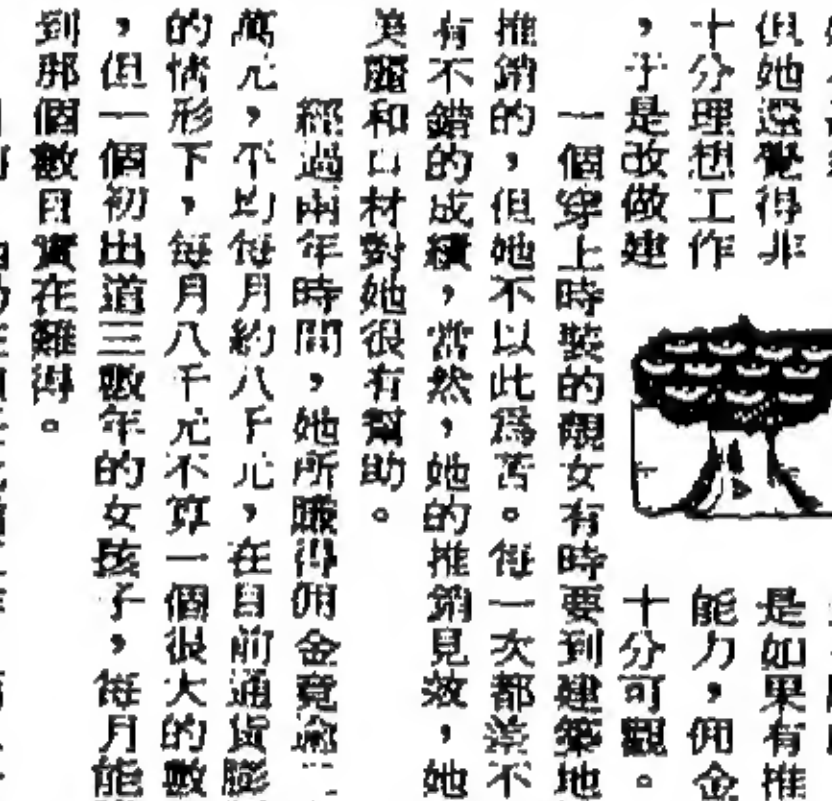 但她還覺得非
十分理想工作
，于是改做建
是如果有推
能力，佣金
十分可觀。
一個穿上時裝的靚女有時要到建築地
推銷的，但她不以此爲苦。每一次都差不
有不錯的成績，當然，她的推銷見效，她
美麗和口材對她很有幫助。
經過兩年時間，她所賺得佣金竟逾二
萬元，平均每月約八千元，在目前通貨膨
的情形下，每月八千元不算一個很大的數
，但一個初出道三數年的女孩子，每月能
到那個數目實在難得。